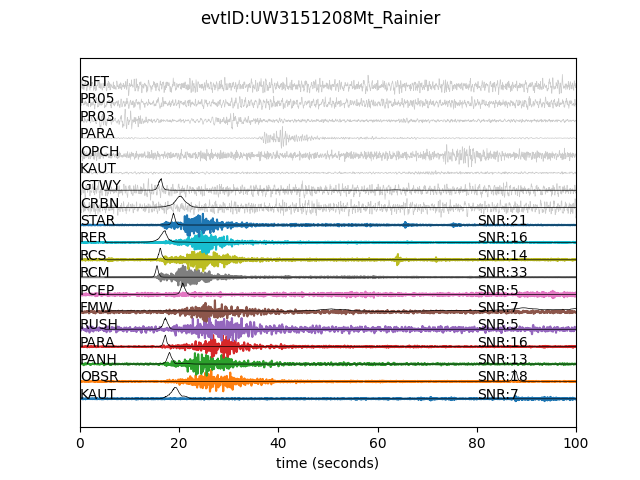 evtID:UW3151208Mt_Rainier
SIFT
PR05
PR03
PARA
OPCH
KAUT
GTWY
CRBN
STAR SNR:21
RER SNR:16
RCS SNR:14
RCM SNR:33
PCEP SNR:5
FMW SNR:7
RUSH SNR:5
PARA SNR:16
PANH SNR:13
OBSR SNR:18
KAUT SNR:7
0 20 40 60 80 100
time (seconds)